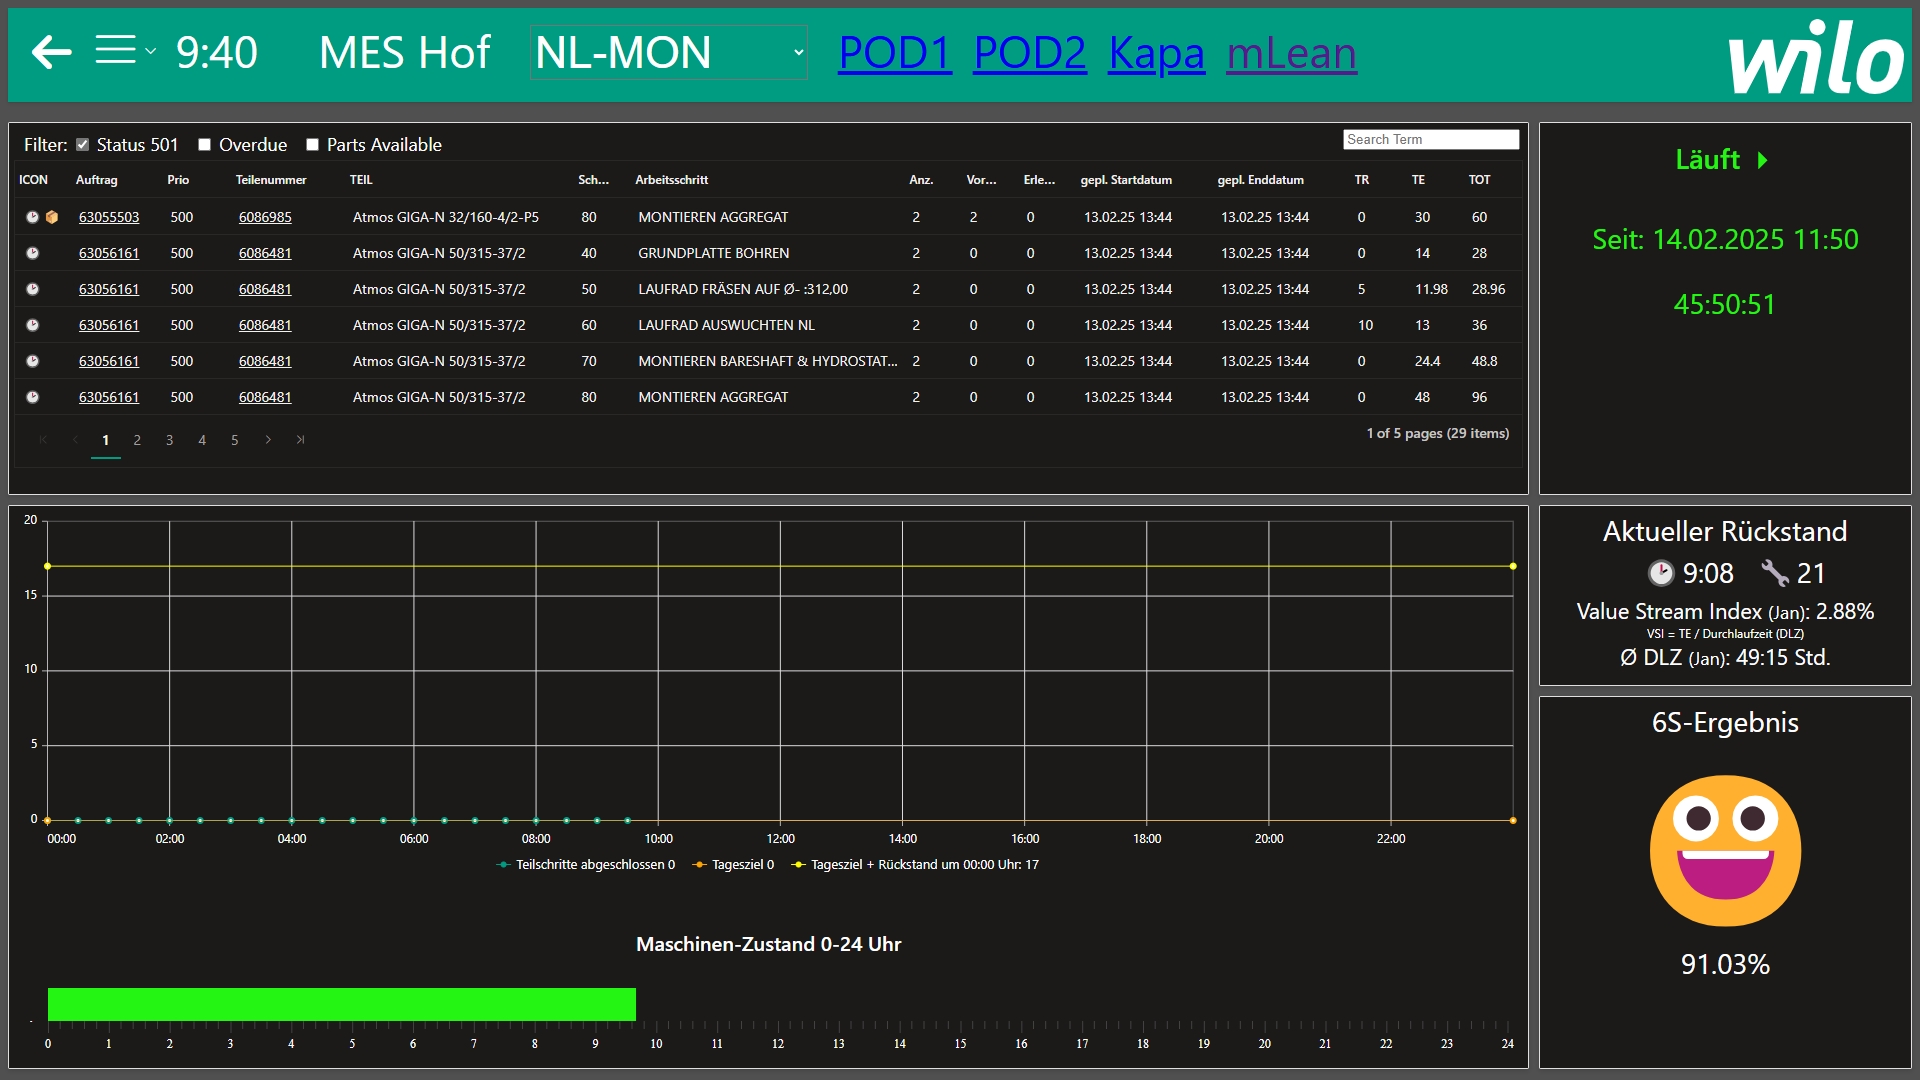 9:40 MES Hof NL-MON POD1 POD2 Kapa mLean wilo
Filter: Status 501 Overdue Parts Available Search Term
ICON Auftrag Prio Teilenummer TEIL Sch... Arbeitsschritt Anz. Vor... Erle... gepl. Startdatum gepl. Enddatum TR TE TOT
63055503 500 6086985 Atmos GIGA-N 32/160-4/2-P5 80 MONTIEREN AGGREGAT 2 2 0 13.02.25 13:44 13.02.25 13:44 0 30 60
63056161 500 6086481 Atmos GIGA-N 50/315-37/2 40 GRUNDPLATTE BOHREN 2 0 0 13.02.25 13:44 13.02.25 13:44 0 14 28
63056161 500 6086481 Atmos GIGA-N 50/315-37/2 50 LAUFRAD FRÄSEN AUF Ø- :312,00 2 0 0 13.02.25 13:44 13.02.25 13:44 5 11.98 28.96
63056161 500 6086481 Atmos GIGA-N 50/315-37/2 60 LAUFRAD AUSWUCHTEN NL 2 0 0 13.02.25 13:44 13.02.25 13:44 10 13 36
63056161 500 6086481 Atmos GIGA-N 50/315-37/2 70 MONTIEREN BARESHAFT & HYDROSTAT... 2 0 0 13.02.25 13:44 13.02.25 13:44 0 24.4 48.8
63056161 500 6086481 Atmos GIGA-N 50/315-37/2 80 MONTIEREN AGGREGAT 2 0 0 13.02.25 13:44 13.02.25 13:44 0 48 96
1 2 3 4 5 1 of 5 pages (29 items)
Läuft
Seit: 14.02.2025 11:50
45:50:51
20
15
10
5
0
00:00 02:00 04:00 06:00 08:00 10:00 12:00 14:00 16:00 18:00 20:00 22:00
Teilschritte abgeschlossen 0 Tagesziel 0 Tagesziel + Rückstand um 00:00 Uhr: 17
Maschinen-Zustand 0-24 Uhr
-
0 1 2 3 4 5 6 7 8 9 10 11 12 13 14 15 16 17 18 19 20 21 22 23 24
Aktueller Rückstand
9:08 21
Value Stream Index (Jan): 2.88%
VSI = TE / Durchlaufzeit (DLZ)
Ø DLZ (Jan): 49:15 Std.
6S-Ergebnis
91.03%